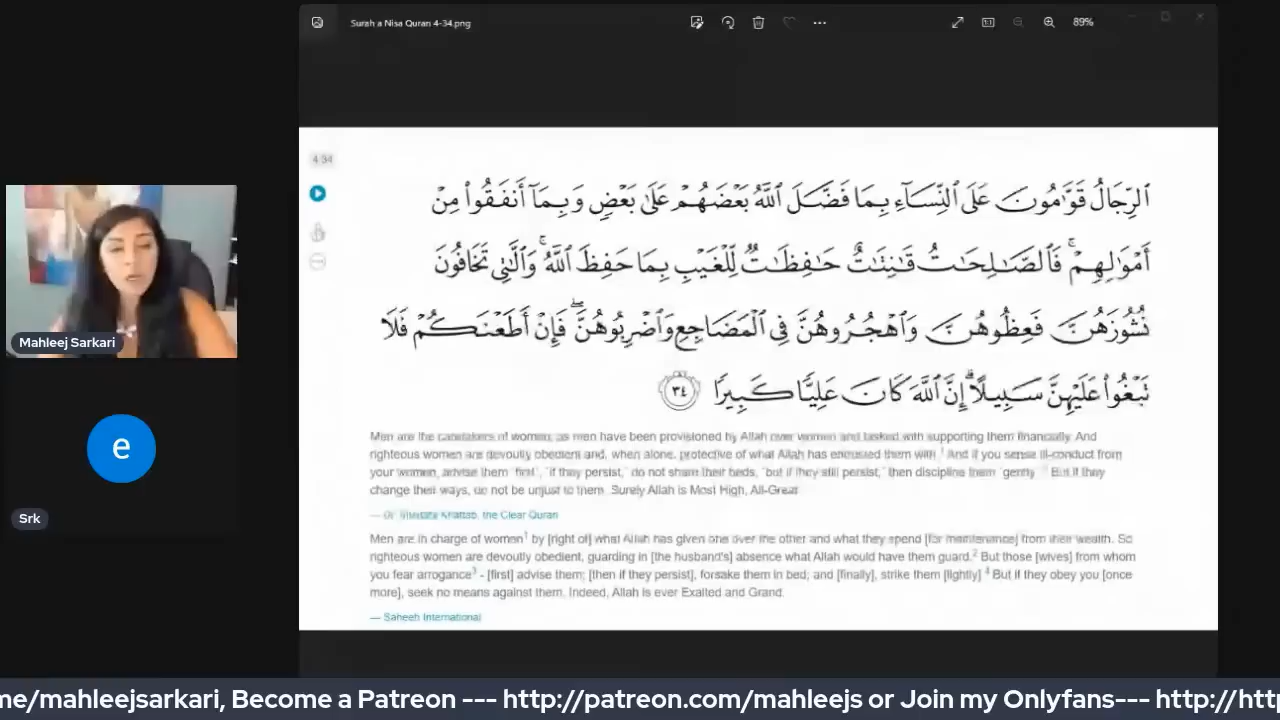 Surah a Nisa Quran 4-34.png
89%
4:34
ٱلرِّجَالُ قَوَّٰمُونَ عَلَى ٱلنِّسَآءِ بِمَا فَضَّلَ ٱللَّهُ بَعْضَهُمْ عَلَىٰ بَعْضٍ وَبِمَآ أَنفَقُوا۟ مِنْ
أَمْوَٰلِهِمْ ۚ فَٱلصَّـٰلِحَـٰتُ قَـٰنِتَـٰتٌ حَـٰفِظَـٰتٌ لِّلْغَيْبِ بِمَا حَفِظَ ٱللَّهُ ۚ وَٱلَّـٰتِى تَخَافُونَ
نُشُوزَهُنَّ فَعِظُوهُنَّ وَٱهْجُرُوهُنَّ فِى ٱلْمَضَاجِعِ وَٱضْرِبُوهُنَّ ۖ فَإِنْ أَطَعْنَكُمْ فَلَا
تَبْغُوا۟ عَلَيْهِنَّ سَبِيلًا ۗ إِنَّ ٱللَّهَ كَانَ عَلِيًّا كَبِيرًا ٣٤
Men are the caretakers of women, as men have been provisioned by Allah over women and tasked with supporting them financially. And
righteous women are devoutly obedient and, when alone, protective of what Allah has entrusted them with.1 And if you sense ill-conduct from
your women, advise them ˹first˺, ˹if they persist,˺ do not share their beds, ˹but if they still persist,˺ then discipline them ˹gently˺. But if they
change their ways, do not be unjust to them. Surely Allah is Most High, All-Great.
— Dr. Mustafa Khattab, the Clear Quran
Men are in charge of women1 by [right of] what Allah has given one over the other and what they spend [for maintenance] from their wealth. So
righteous women are devoutly obedient, guarding in [the husband's] absence what Allah would have them guard.2 But those [wives] from whom
you fear arrogance3 - [first] advise them; [then if they persist], forsake them in bed; and [finally], strike them [lightly].4 But if they obey you [once
more], seek no means against them. Indeed, Allah is ever Exalted and Grand.
— Saheeh International
Mahleej Sarkari
e
Srk
me/mahleejsarkari, Become a Patreon --- http://patreon.com/mahleejs or Join my Onlyfans--- http://http